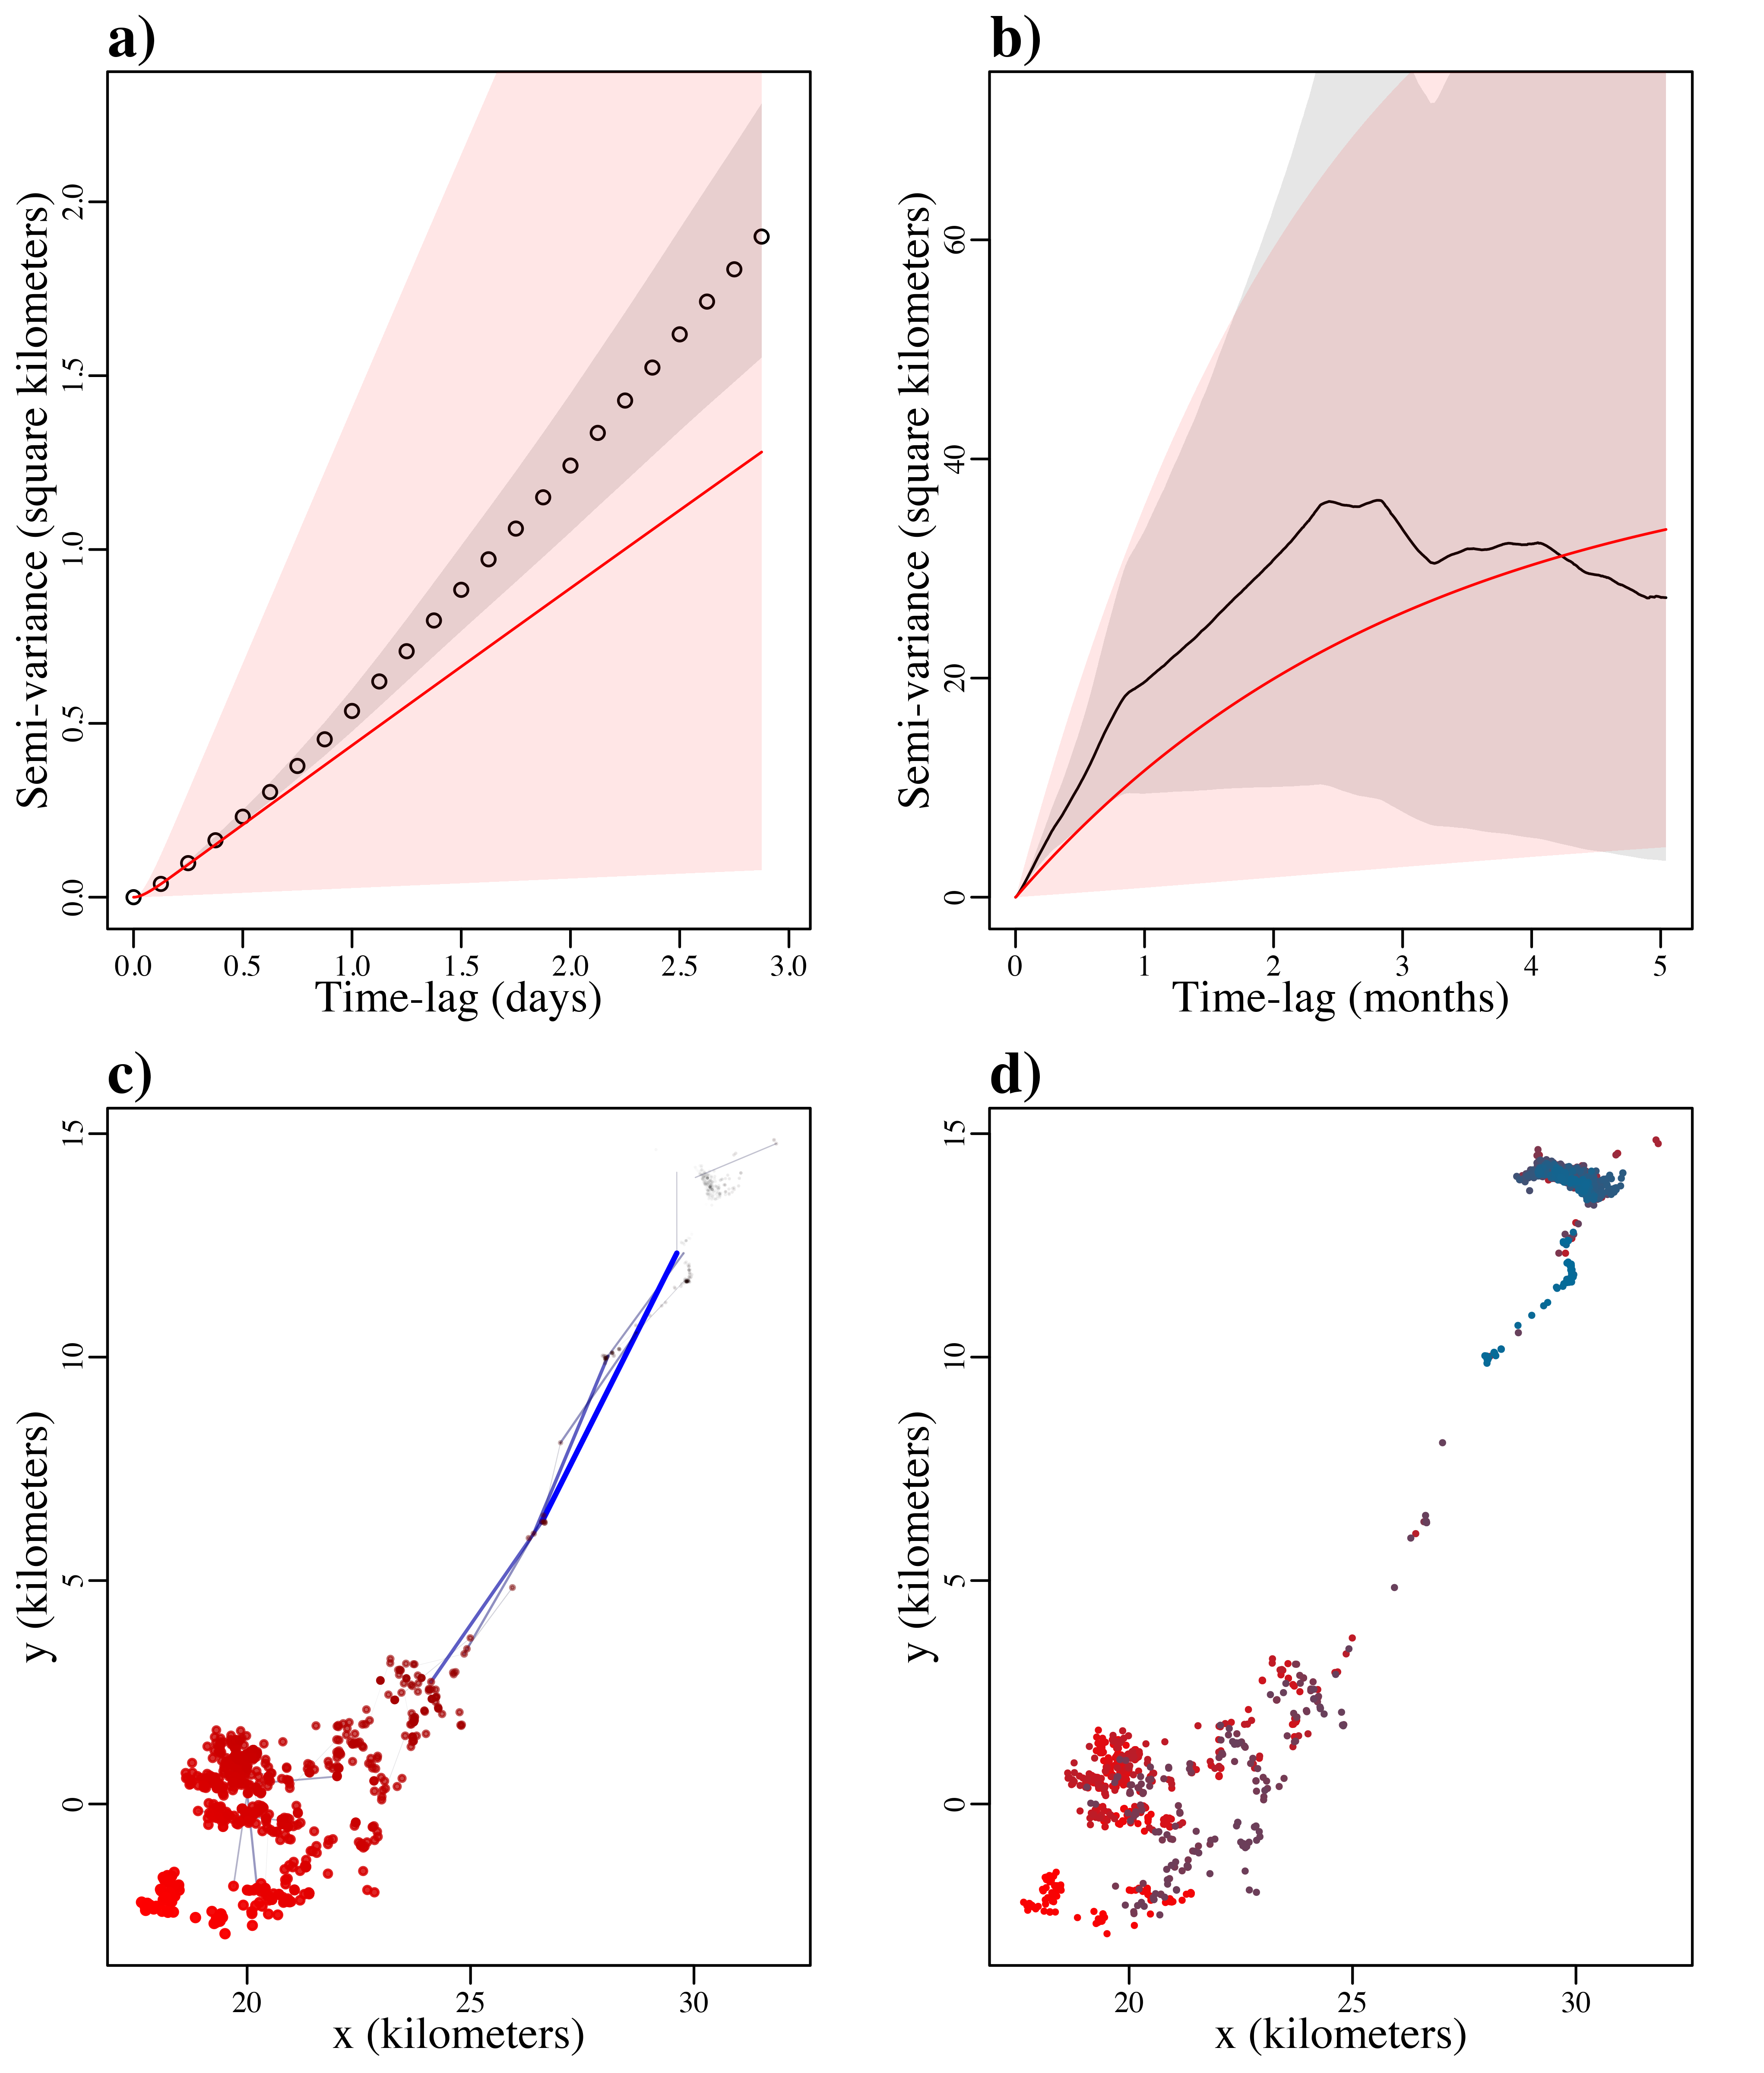 a)
Semi-variance (square kilometers)
2.0
1.5
1.0
0.5
0.0
0.0 0.5 1.0 1.5 2.0 2.5 3.0
Time-lag (days)
b)
Semi-variance (square kilometers)
60
40
20
0
0 1 2 3 4 5
Time-lag (months)
c)
y (kilometers)
15
10
5
0
20 25 30
x (kilometers)
d)
y (kilometers)
15
10
5
0
20 25 30
x (kilometers)